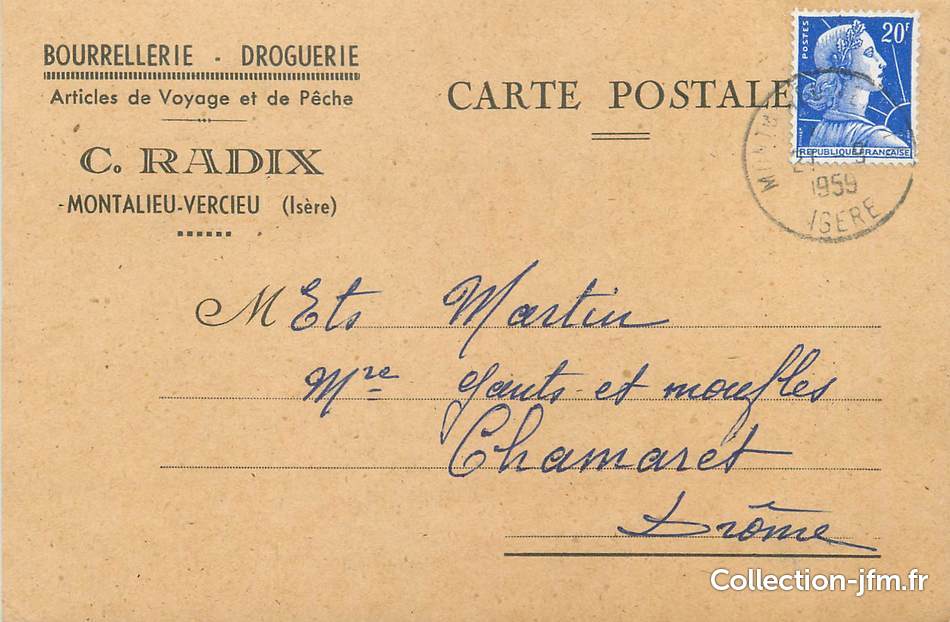 BOURRELLERIE - DROGUERIE
Articles de Voyage et de Pêche
C. RADIX
-MONTALIEU-VERCIEU (Isère)
CARTE POSTALE
POSTES
20F
REPUBLIQUE FRANÇAISE
1959
ISERE
M Ets Martin
Mre gants et moufles
Chamaret
Drôme
Collection-jfm.fr